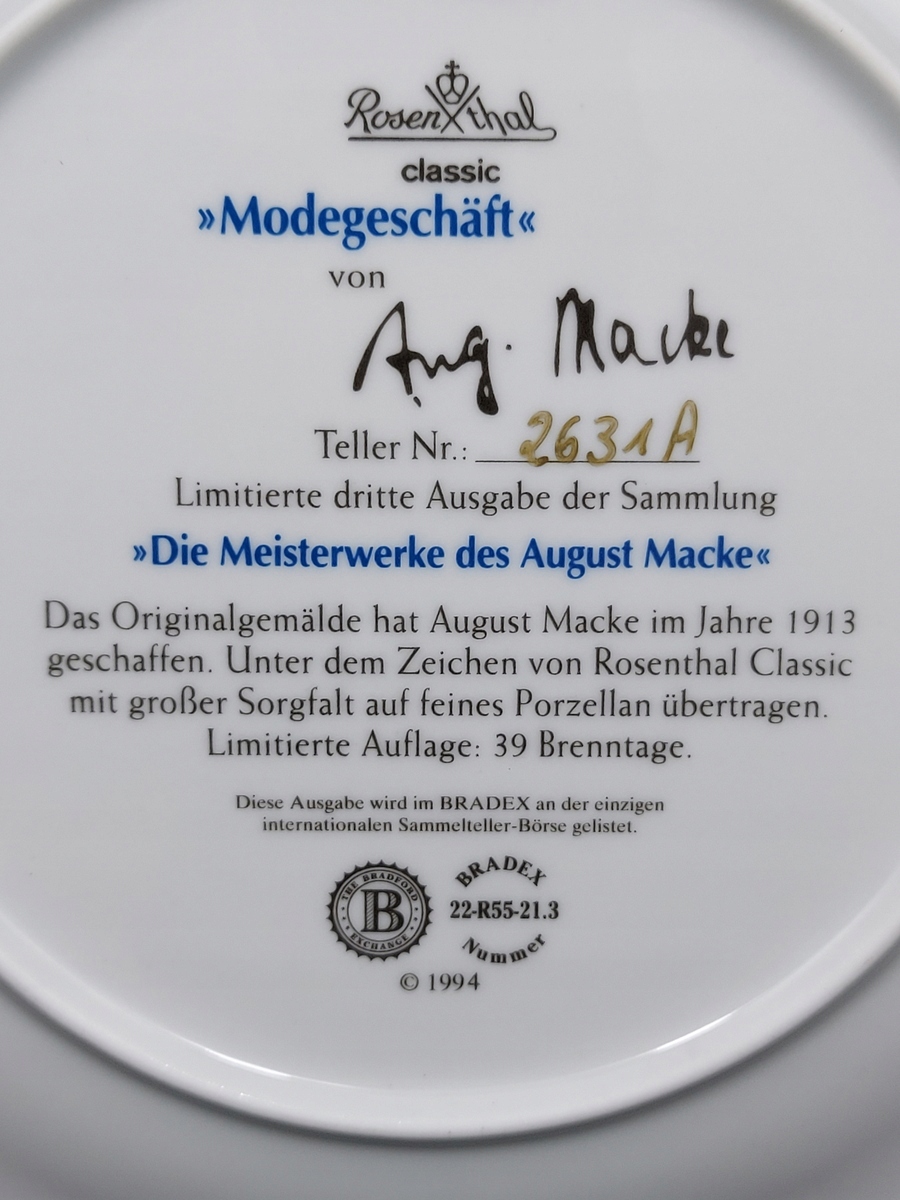 Rosenthal
classic
»Modegeschäft«
von
Aug. Macke
Teller Nr.: 2631A
Limitierte dritte Ausgabe der Sammlung
»Die Meisterwerke des August Macke«
Das Originalgemälde hat August Macke im Jahre 1913
geschaffen. Unter dem Zeichen von Rosenthal Classic
mit großer Sorgfalt auf feines Porzellan übertragen.
Limitierte Auflage: 39 Brenntage.
Diese Ausgabe wird im BRADEX an der einzigen
internationalen Sammelteller-Börse gelistet.
THE BRADFORD
B
EXCHANGE
BRADEX
22-R55-21.3
Nummer
© 1994